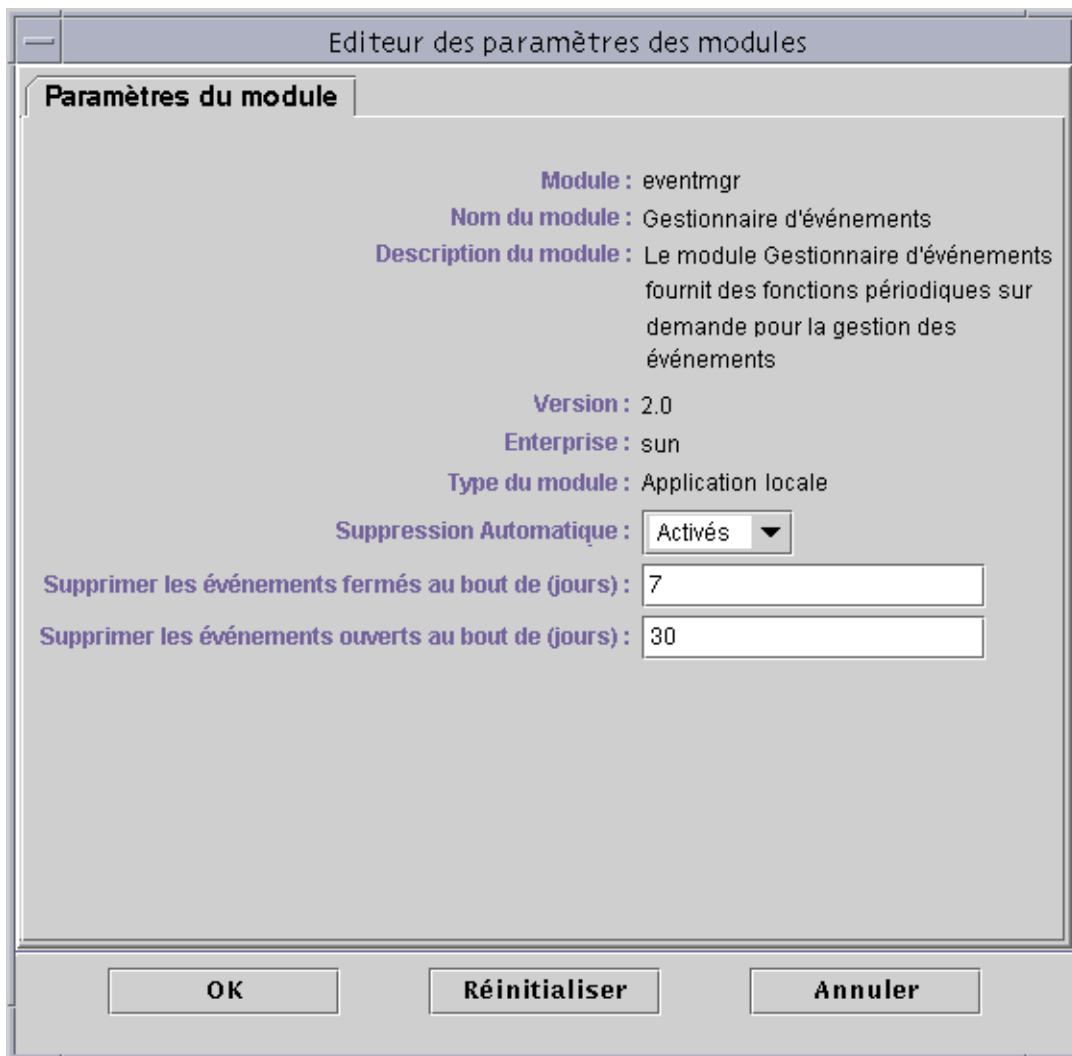 Editeur des paramètres des modules
Paramètres du module
Module : eventmgr
Nom du module : Gestionnaire d'événements
Description du module : Le module Gestionnaire d'événements
fournit des fonctions périodiques sur
demande pour la gestion des
événements
Version : 2.0
Enterprise : sun
Type du module : Application locale
Suppression Automatique : Activés
Supprimer les événements fermés au bout de (jours) : 7
Supprimer les événements ouverts au bout de (jours) : 30
OK Réinitialiser Annuler